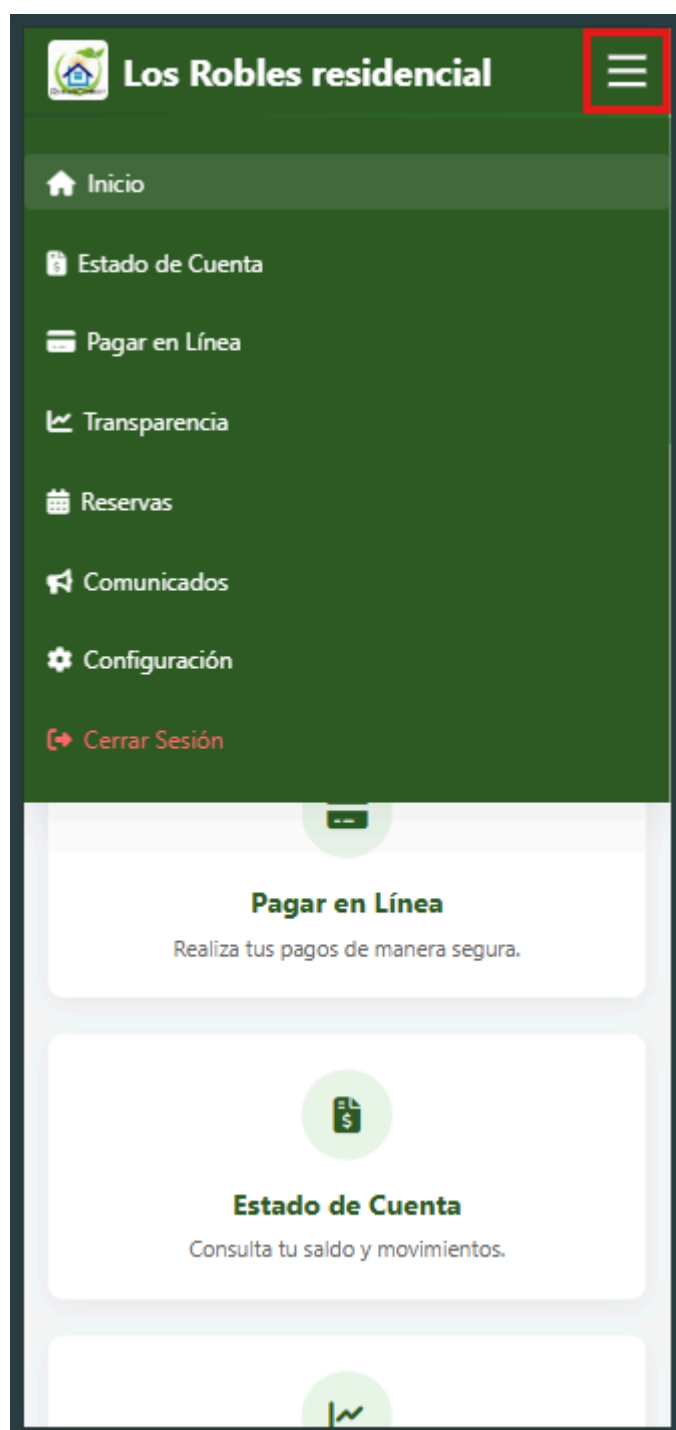 Los Robles residencial
Inicio
Estado de Cuenta
Pagar en Línea
Transparencia
Reservas
Comunicados
Configuración
Cerrar Sesión
Pagar en Línea
Realiza tus pagos de manera segura.
Estado de Cuenta
Consulta tu saldo y movimientos.